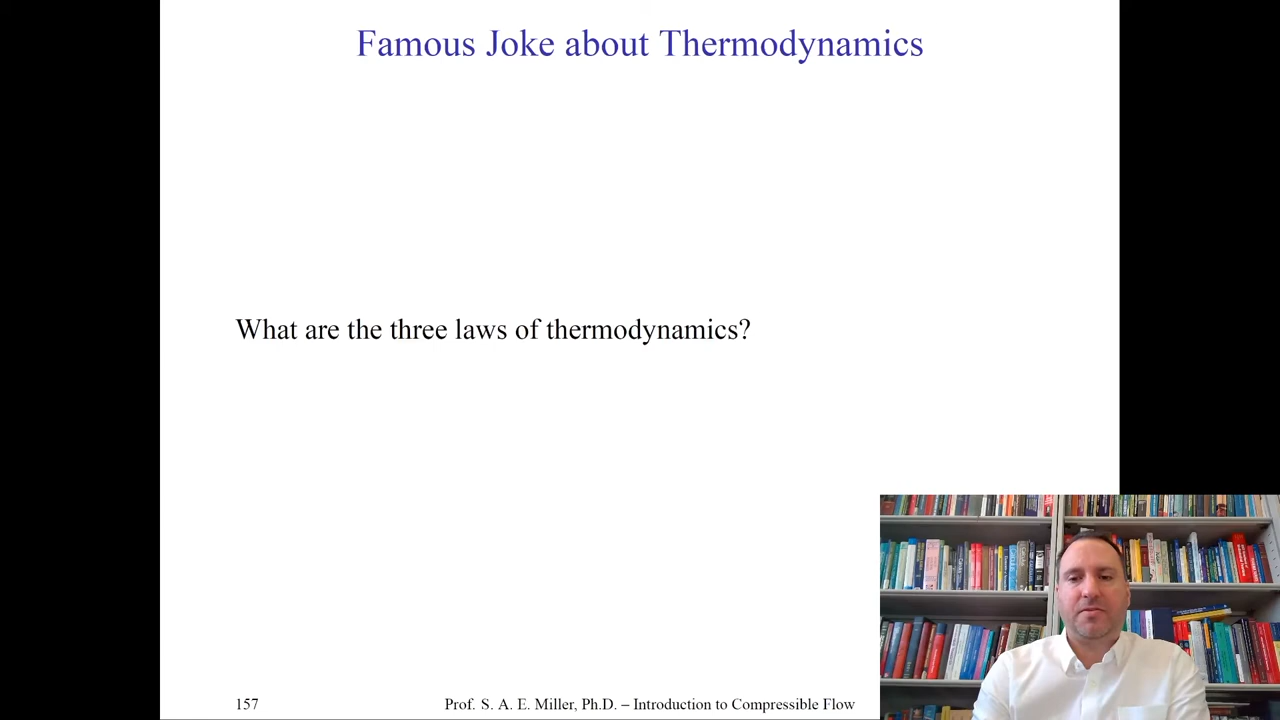 Famous Joke about Thermodynamics
What are the three laws of thermodynamics?
157
Prof. S. A. E. Miller, Ph.D. – Introduction to Compressible Flow